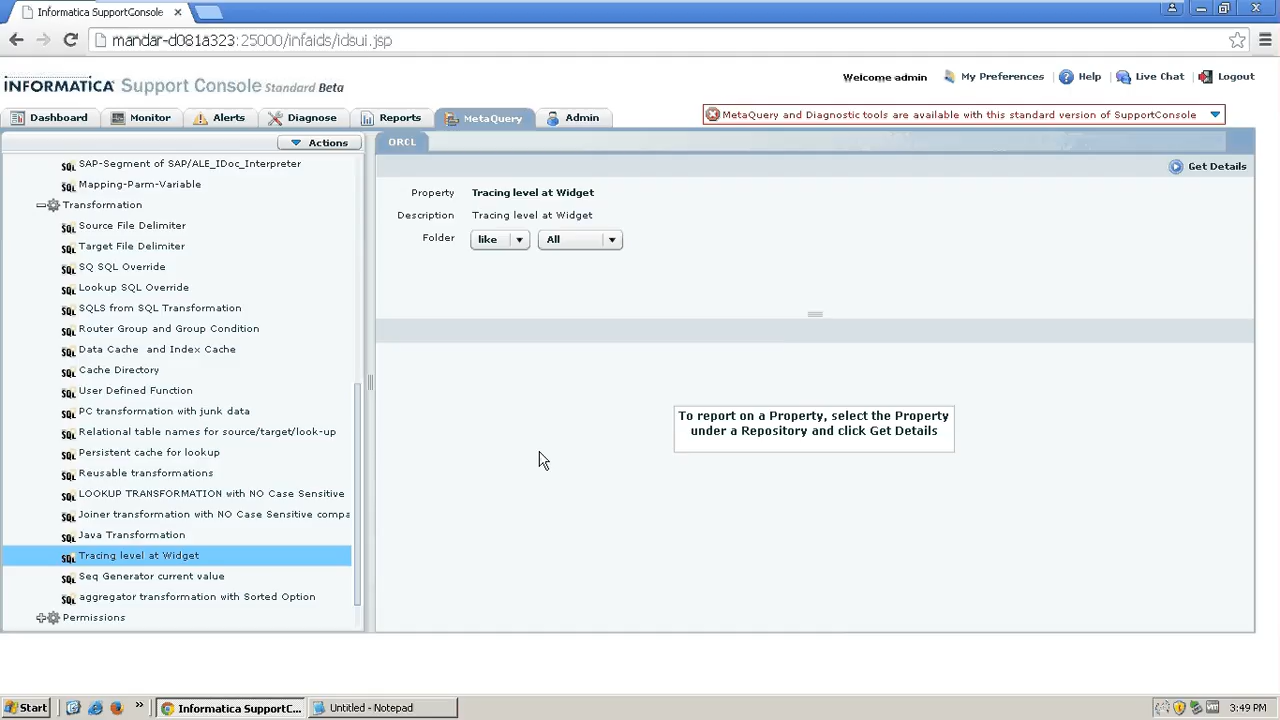 Informatica SupportConsole
mandar-d081a323:25000/infaids/idsui.jsp
INFORMATICA Support Console Standard Beta
Welcome admin My Preferences Help Live Chat Logout
Dashboard Monitor Alerts Diagnose Reports MetaQuery Admin
MetaQuery and Diagnostic tools are available with this standard version of SupportConsole
Actions
ORCL
Get Details
SAP-Segment of SAP/ALE_IDoc_Interpreter
Mapping-Parm-Variable
Transformation
Source File Delimiter
Target File Delimiter
SQ SQL Override
Lookup SQL Override
SQLS from SQL Transformation
Router Group and Group Condition
Data Cache and Index Cache
Cache Directory
User Defined Function
PC transformation with junk data
Relational table names for source/target/look-up
Persistent cache for lookup
Reusable transformations
LOOKUP TRANSFORMATION with NO Case Sensitive
Joiner transformation with NO Case Sensitive compa
Java Transformation
Tracing level at Widget
Seq Generator current value
aggregator transformation with Sorted Option
Permissions
Property Tracing level at Widget
Description Tracing level at Widget
Folder like All
To report on a Property, select the Property
under a Repository and click Get Details
Start Informatica SupportC... Untitled - Notepad 3:49 PM